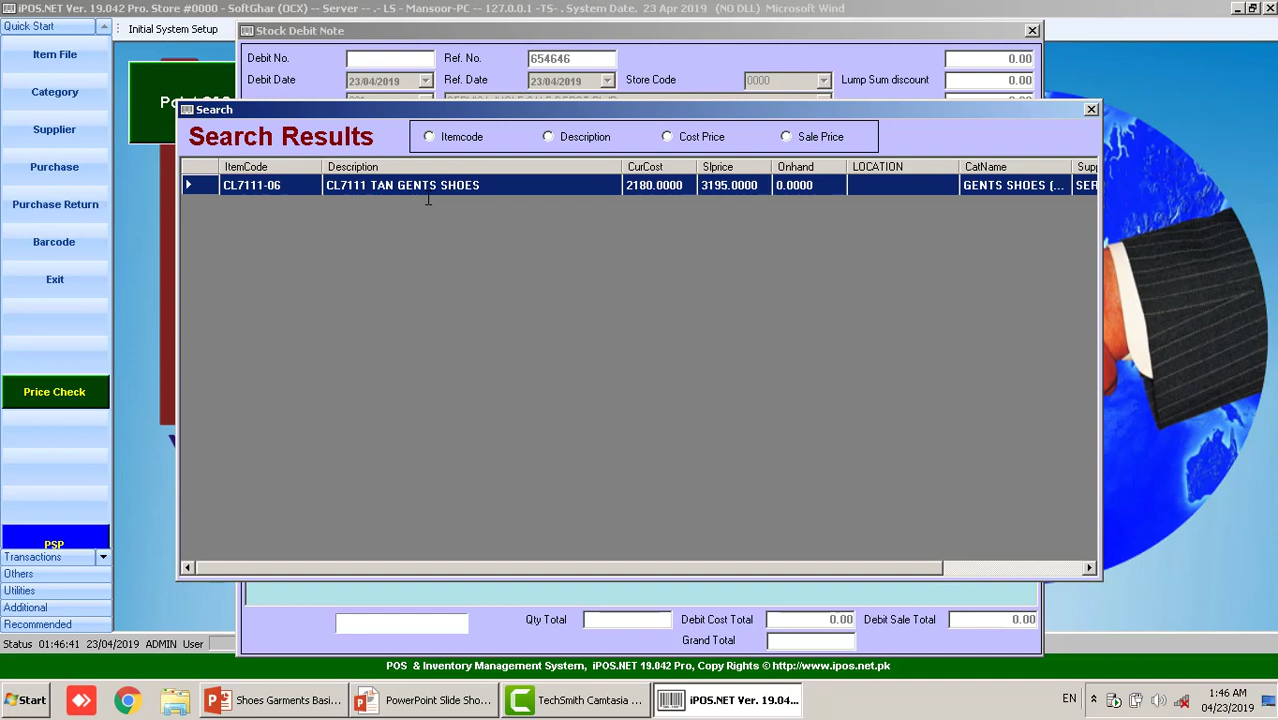 iPOS.NET Ver. 19.042 Pro. Store #0000 - SoftGhar (OCX) -- Server -- .- LS - Mansoor-PC -- 127.0.0.1 -TS- . System Date. 23 Apr 2019 (NO DLL) Microsoft Wind
Quick Start
Initial System Setup
Stock Debit Note
Item File
Category
Supplier
Purchase
Purchase Return
Barcode
Exit
Price Check
PSP
Transactions
Others
Utilities
Additional
Recommended
Debit No.
Ref. No.
654646
0.00
Debit Date
23/04/2019
Ref. Date
23/04/2019
Store Code
0000
Lump Sum discount
0.00
Search
Search Results
Itemcode
Description
Cost Price
Sale Price
ItemCode Description CurCost Slprice Onhand LOCATION CatName Supp
CL7111-06 CL7111 TAN GENTS SHOES 2180.0000 3195.0000 0.0000 GENTS SHOES (... SER
Qty Total
Debit Cost Total
0.00
Debit Sale Total
0.00
Grand Total
Status 01:46:41 23/04/2019 ADMIN User
POS & Inventory Management System, iPOS.NET 19.042 Pro, Copy Rights © http://www.ipos.net.pk
Start
Shoes Garments Basi...
PowerPoint Slide Sho...
TechSmith Camtasia ...
iPOS.NET Ver. 19.04...
EN
1:46 AM
04/23/2019